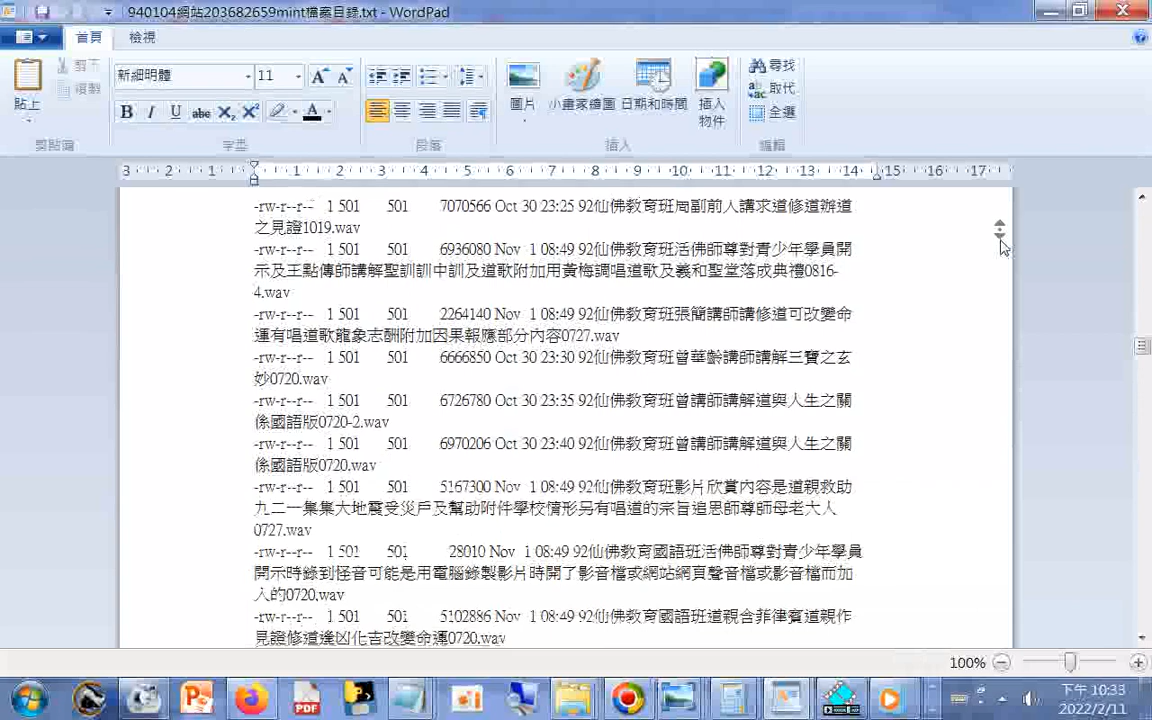 940104網站203682659mint檔案目錄.txt - WordPad
首頁 檢視
貼上 剪下 複製
剪貼簿
新細明體 11
字型
段落
圖片 小畫家繪圖 日期和時間 插入物件
插入
尋找
取代
全選
編輯
3 2 1 1 2 3 4 5 6 7 8 9 10 11 12 13 14 15 16 17
-rw-r--r-- 1 501 501 7070566 Oct 30 23:25 92仙佛教育班周副前人講求道修道辦道
之見證1019.wav
-rw-r--r-- 1 501 501 6936080 Nov 1 08:49 92仙佛教育班活佛師尊對青少年學員開
示及王點傳師講解聖訓訓中訓及道歌附加用黃梅調唱道歌及義和聖堂落成典禮0816-
4.wav
-rw-r--r-- 1 501 501 2264140 Nov 1 08:49 92仙佛教育班張簡講師講修道可改變命
運有唱道歌龍象志酬附加因果報應部分內容0727.wav
-rw-r--r-- 1 501 501 6666850 Oct 30 23:30 92仙佛教育班曾華齡講師講解三寶之玄
妙0720.wav
-rw-r--r-- 1 501 501 6726780 Oct 30 23:35 92仙佛教育班曾講師講解道與人生之關
係國語版0720-2.wav
-rw-r--r-- 1 501 501 6970206 Oct 30 23:40 92仙佛教育班曾講師講解道與人生之關
係國語版0720.wav
-rw-r--r-- 1 501 501 5167300 Nov 1 08:49 92仙佛教育班影片欣賞內容是道親救助
九二一集集大地震受災戶及幫助附件學校情形另有唱道的宗旨追思師尊師母老大人
0727.wav
-rw-r--r-- 1 501 501 28010 Nov 1 08:49 92仙佛教育國語班活佛師尊對青少年學員
開示時錄到怪音可能是用電腦錄製影片時開了影音檔或網站網頁聲音檔或影音檔而加
入的0720.wav
-rw-r--r-- 1 501 501 5102886 Nov 1 08:49 92仙佛教育國語班道親含菲律賓道親作
見證修道逢凶化吉改變命運0720.wav
100%
下午 10:33
2022/2/11